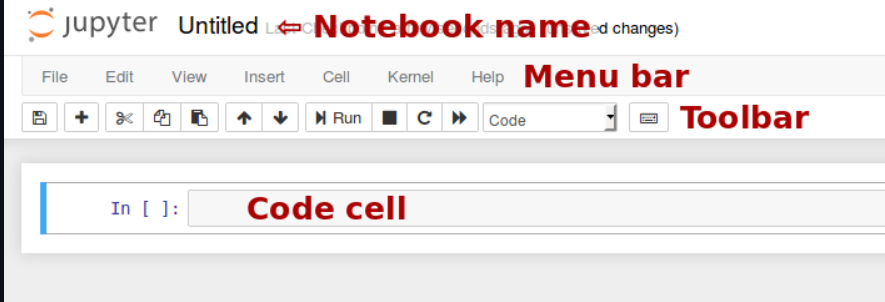 jupyter Untitled ⇦ Notebook name d changes)
File Edit View Insert Cell Kernel Help Menu bar
Run Code Toolbar
In [ ]: Code cell